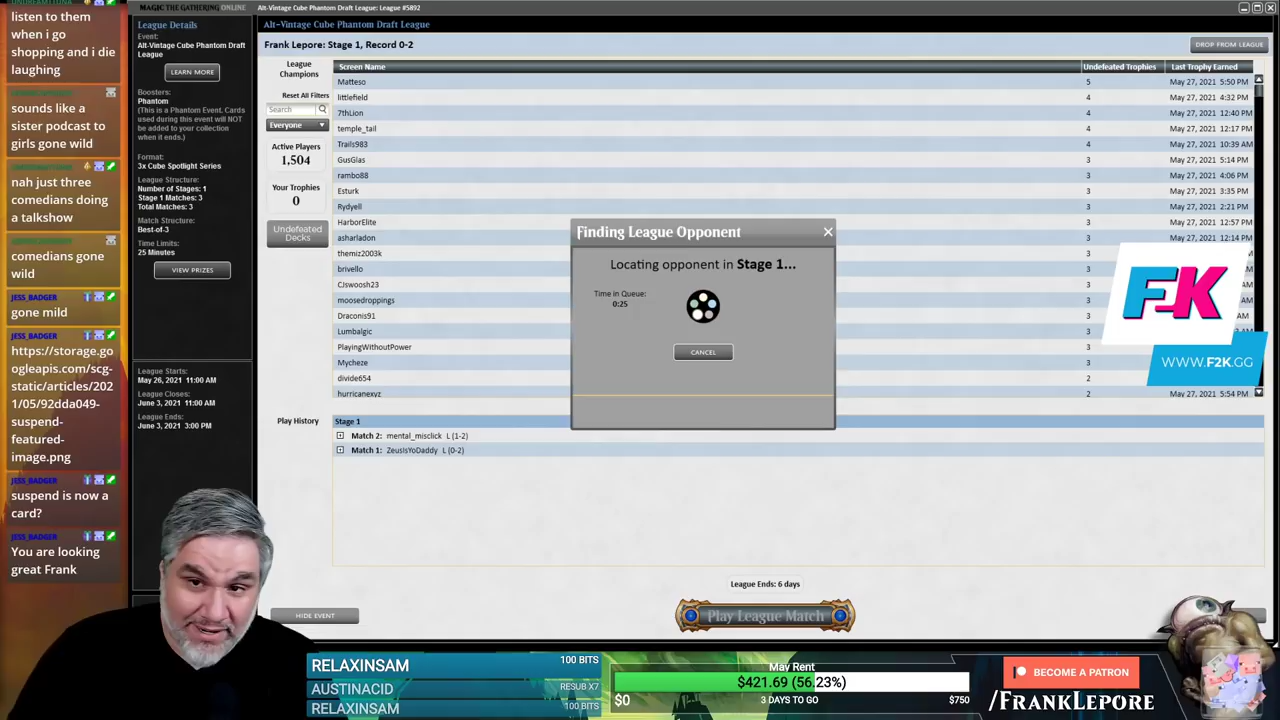 listen to them
when i go
shopping and i die
laughing
sounds like a
sister podcast to
girls gone wild
nah just three
comedians doing
a talkshow
comedians gone
wild
JESS_BADGER
gone mild
JESS_BADGER
https://storage.go
ogleapis.com/scg-
static/articles/202
1/05/92dda049-
suspend-
featured-
image.png
JESS_BADGER
suspend is now a
card?
JESS_BADGER
You are looking
great Frank
MAGIC THE GATHERING ONLINE
Alt-Vintage Cube Phantom Draft League: League #5892
League Details
Event:
Alt-Vintage Cube Phantom Draft
League
LEARN MORE
Boosters:
Phantom
(This is a Phantom Event. Cards
used during this event will NOT
be added to your collection
when it ends.)
Format:
3x Cube Spotlight Series
League Structure:
Number of Stages: 1
Stage 1 Matches: 3
Total Matches: 3
Match Structure:
Best-of-3
Time Limits:
25 Minutes
VIEW PRIZES
League Starts:
May 26, 2021 11:00 AM
League Closes:
June 3, 2021 11:00 AM
League Ends:
June 3, 2021 3:00 PM
Alt-Vintage Cube Phantom Draft League
Frank Lepore: Stage 1, Record 0-2
DROP FROM LEAGUE
League
Champions
Reset All Filters
Search
Everyone
Active Players
1,504
Your Trophies
0
Undefeated
Decks
Screen Name Undefeated Trophies Last Trophy Earned
Matteso 5 May 27, 2021 5:50 PM
littlefield 4 May 27, 2021 4:32 PM
7thLion 4 May 27, 2021 12:40 PM
temple_tail 4 May 27, 2021 12:17 PM
Trails983 4 May 27, 2021 10:39 AM
GusGlas 3 May 27, 2021 5:14 PM
rambo88 3 May 27, 2021 4:06 PM
Esturk 3 May 27, 2021 3:35 PM
Rydyell 3 May 27, 2021 2:21 PM
HarborElite 3 May 27, 2021 12:57 PM
asharladon 3 May 27, 2021 12:14 PM
themiz2003k 3
brivello 3
CJswoosh23 3
moosedroppings 3
Draconis91 3
Lumbalgic 3
PlayingWithoutPower 3
Mycheze 3
divide654 2
hurricanexyz 2 May 27, 2021 5:54 PM
Finding League Opponent
Locating opponent in Stage 1...
Time in Queue:
0:25
CANCEL
Play History
Stage 1
Match 2: mental_misclick L (1-2)
Match 1: ZeusIsYoDaddy L (0-2)
League Ends: 6 days
HIDE EVENT
Play League Match
F2K
WWW.F2K.GG
RELAXINSAM 100 BITS
AUSTINACID RESUB X7
RELAXINSAM 100 BITS
May Rent
$421.69 (56.23%)
$0 3 DAYS TO GO $750
BECOME A PATRON
/FRANKLEPORE